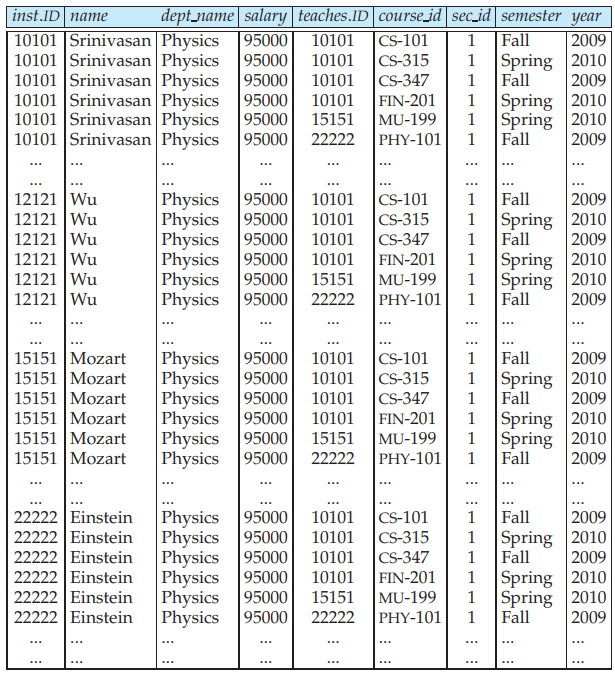 inst.ID name dept_name salary teaches.ID course_id sec_id semester year
10101 Srinivasan Physics 95000 10101 CS-101 1 Fall 2009
10101 Srinivasan Physics 95000 10101 CS-315 1 Spring 2010
10101 Srinivasan Physics 95000 10101 CS-347 1 Fall 2009
10101 Srinivasan Physics 95000 10101 FIN-201 1 Spring 2010
10101 Srinivasan Physics 95000 15151 MU-199 1 Spring 2010
10101 Srinivasan Physics 95000 22222 PHY-101 1 Fall 2009
... ... ... ... ... ... ... ... ...
... ... ... ... ... ... ... ... ...
12121 Wu Physics 95000 10101 CS-101 1 Fall 2009
12121 Wu Physics 95000 10101 CS-315 1 Spring 2010
12121 Wu Physics 95000 10101 CS-347 1 Fall 2009
12121 Wu Physics 95000 10101 FIN-201 1 Spring 2010
12121 Wu Physics 95000 15151 MU-199 1 Spring 2010
12121 Wu Physics 95000 22222 PHY-101 1 Fall 2009
... ... ... ... ... ... ... ... ...
... ... ... ... ... ... ... ... ...
15151 Mozart Physics 95000 10101 CS-101 1 Fall 2009
15151 Mozart Physics 95000 10101 CS-315 1 Spring 2010
15151 Mozart Physics 95000 10101 CS-347 1 Fall 2009
15151 Mozart Physics 95000 10101 FIN-201 1 Spring 2010
15151 Mozart Physics 95000 15151 MU-199 1 Spring 2010
15151 Mozart Physics 95000 22222 PHY-101 1 Fall 2009
... ... ... ... ... ... ... ... ...
... ... ... ... ... ... ... ... ...
22222 Einstein Physics 95000 10101 CS-101 1 Fall 2009
22222 Einstein Physics 95000 10101 CS-315 1 Spring 2010
22222 Einstein Physics 95000 10101 CS-347 1 Fall 2009
22222 Einstein Physics 95000 10101 FIN-201 1 Spring 2010
22222 Einstein Physics 95000 15151 MU-199 1 Spring 2010
22222 Einstein Physics 95000 22222 PHY-101 1 Fall 2009
... ... ... ... ... ... ... ... ...
... ... ... ... ... ... ... ... ...